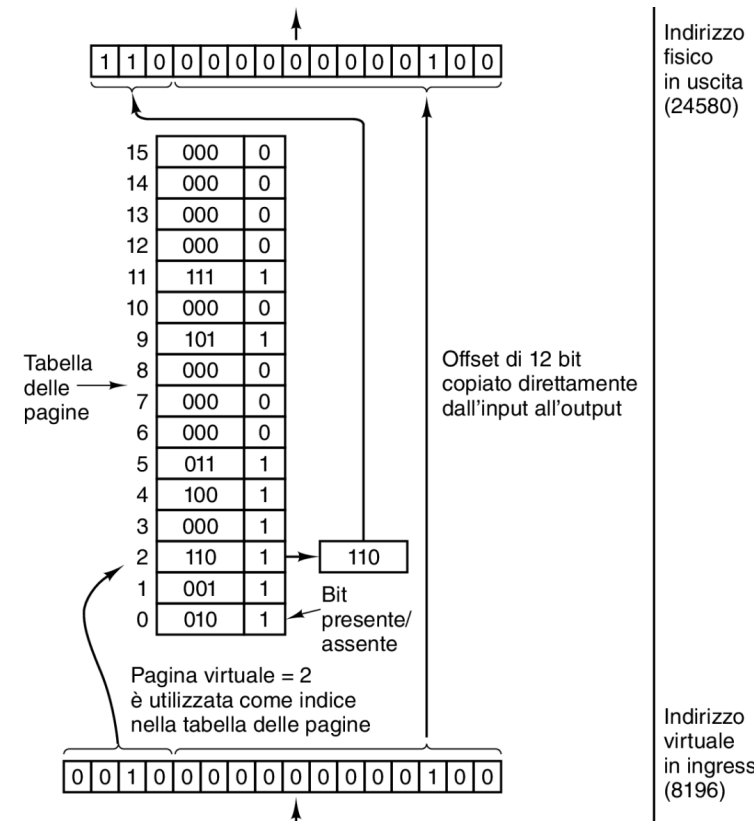 Indirizzo
fisico
in uscita
(24580)
1 1 0 0 0 0 0 0 0 0 0 0 1 0 0
15 000 0
14 000 0
13 000 0
12 000 0
11 111 1
10 000 0
9 101 1
8 000 0
7 000 0
6 000 0
5 011 1
4 100 1
3 000 1
2 110 1 110
1 001 1
0 010 1
Tabella
delle
pagine
Offset di 12 bit
copiato direttamente
dall'input all'output
Bit
presente/
assente
Pagina virtuale = 2
è utilizzata come indice
nella tabella delle pagine
0 0 1 0 0 0 0 0 0 0 0 0 0 1 0 0
Indirizzo
virtuale
in ingress
(8196)